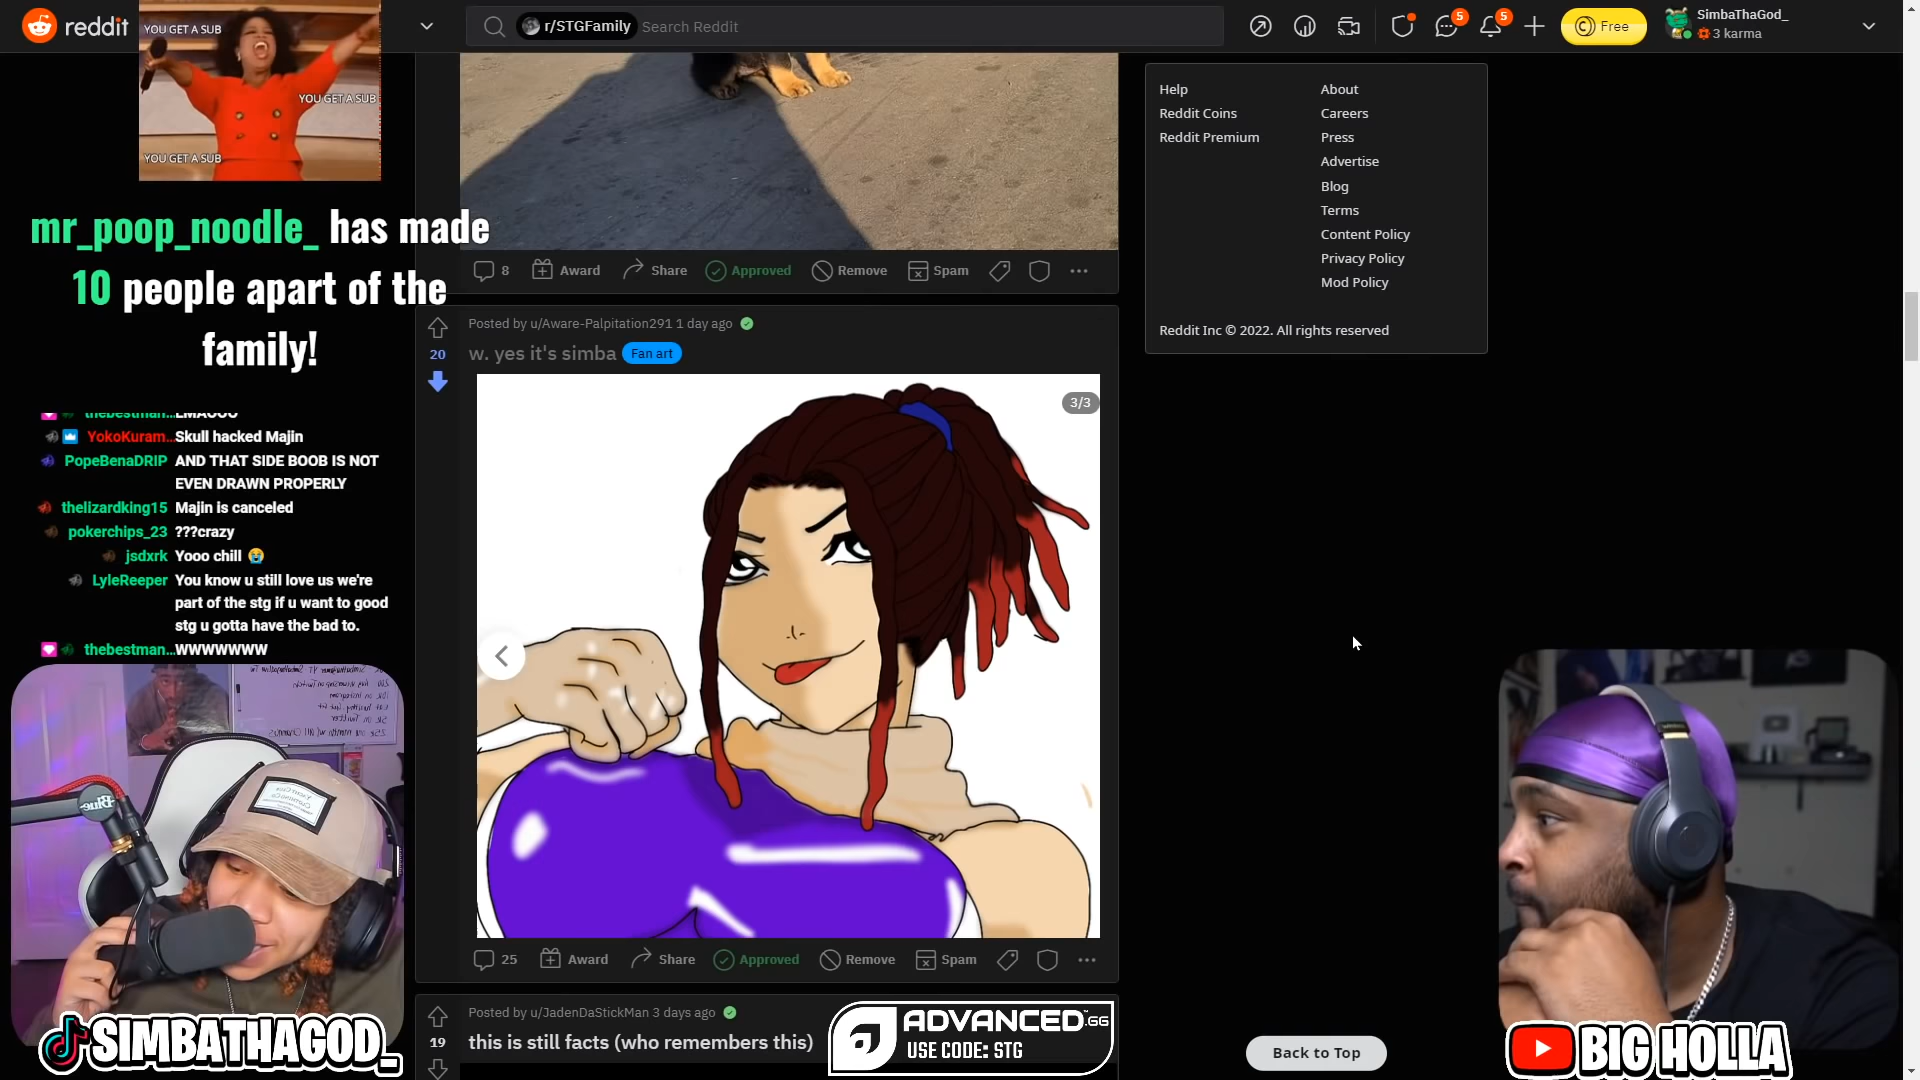 reddit
r/STGFamily Search Reddit
5
5
Free
SimbaThaGod_
3 karma
YOU GET A SUB
YOU GET A SUB
YOU GET A SUB
mr_poop_noodle_ has made
10 people apart of the
family!
thebestman...LMAOOO
YokoKuram...Skull hacked Majin
PopeBenaDRIP AND THAT SIDE BOOB IS NOT
EVEN DRAWN PROPERLY
thelizardking15 Majin is canceled
pokerchips_23 ???crazy
jsdxrk Yooo chill 😭
LyleReeper You know u still love us we're
part of the stg if u want to good
stg u gotta have the bad to.
thebestman...WWWWWWW
SIMBATHAGOD_
8 Award Share Approved Remove Spam
Posted by u/Aware-Palpitation291 1 day ago
20
w. yes it's simba Fan art
3/3
25 Award Share Approved Remove Spam
Posted by u/JadenDaStickMan 3 days ago
19
this is still facts (who remembers this)
ADVANCED.GG
USE CODE: STG
Help
Reddit Coins
Reddit Premium
About
Careers
Press
Advertise
Blog
Terms
Content Policy
Privacy Policy
Mod Policy
Reddit Inc © 2022. All rights reserved
Back to Top
BIG HOLLA